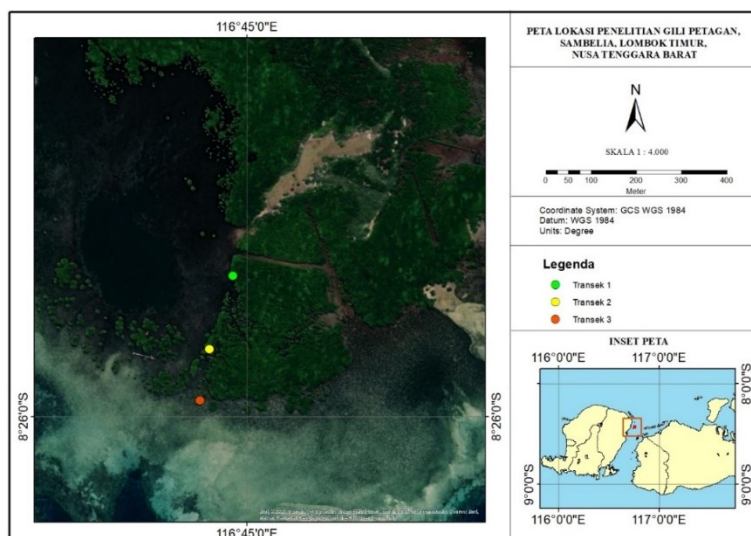 116°45'0"E
8°26'0"S
8°26'0"S
116°45'0"E
PETA LOKASI PENELITIAN GILI PETAGAN,
SAMBELIA, LOMBOK TIMUR,
NUSA TENGGARA BARAT
N
SKALA 1 : 4.000
0 50 100 200 300 400
Meter
Coordinate System: GCS WGS 1984
Datum: WGS 1984
Units: Degree
Legenda
Transek 1
Transek 2
Transek 3
INSET PETA
116°0'0"E 117°0'0"E
8°0'0"S
9°0'0"S
8°0'0"S
9°0'0"S
116°0'0"E 117°0'0"E